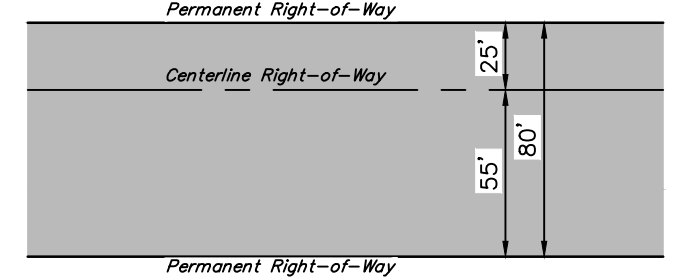 Permanent Right-of-Way
25'
Centerline Right-of-Way
55'
80'
Permanent Right-of-Way